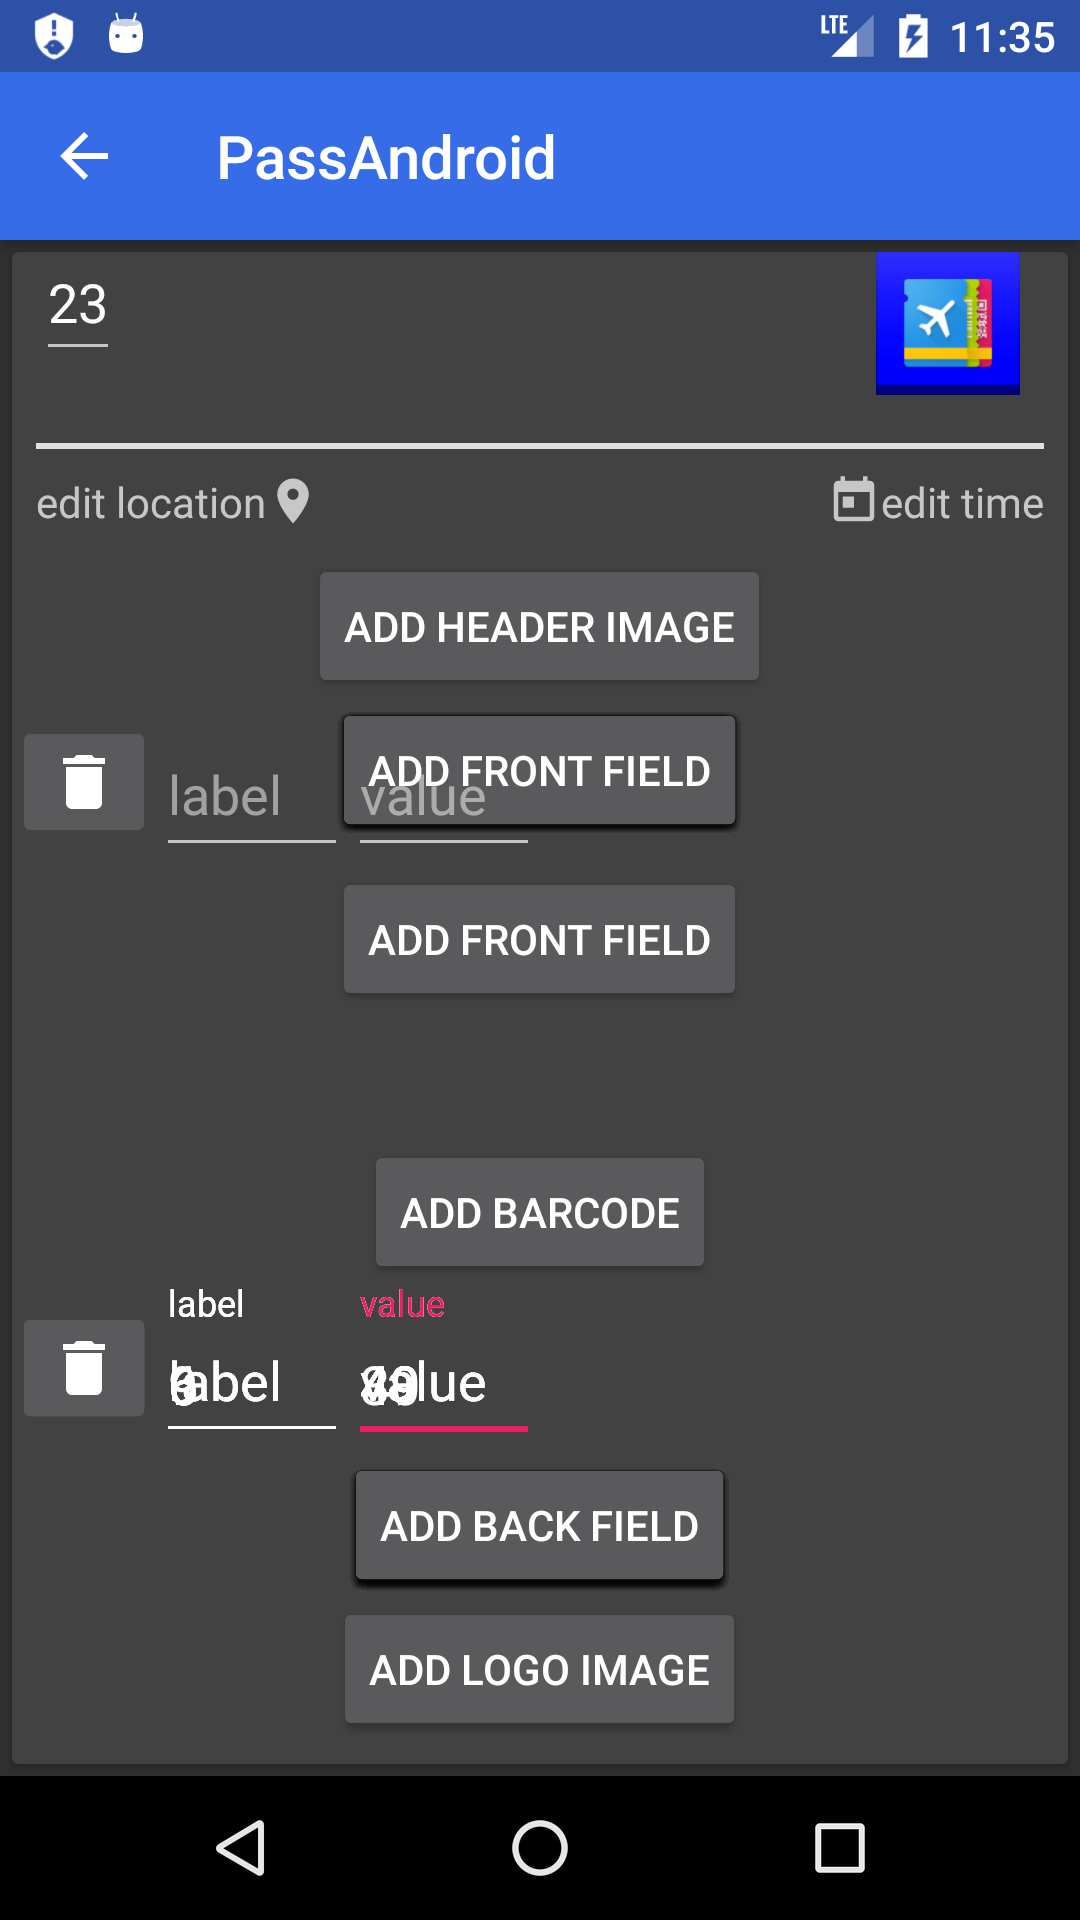 LTE 11:35
PassAndroid
23
edit location edit time
ADD HEADER IMAGE
ADD FRONT FIELD
label value
ADD FRONT FIELD
ADD BARCODE
label value
label value
ADD BACK FIELD
ADD LOGO IMAGE